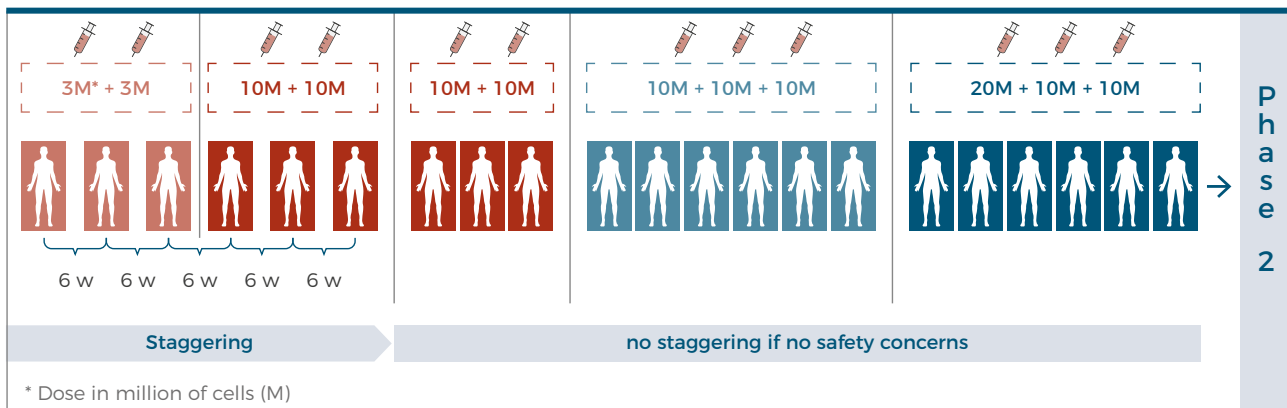 3M* + 3M
10M + 10M
10M + 10M
10M + 10M + 10M
20M + 10M + 10M
6 w
6 w
6 w
6 w
6 w
Staggering
no staggering if no safety concerns
Phase 2
* Dose in million of cells (M)